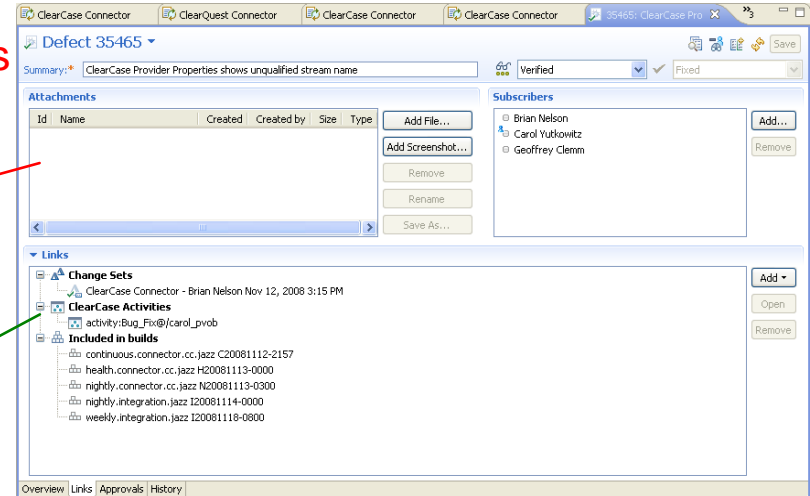 ClearCase Connector ClearQuest Connector ClearCase Connector ClearCase Connector 35465: ClearCase Pro 3
Defect 35465 Save
s
Summary:* ClearCase Provider Properties shows unqualified stream name Verified Fixed
Attachments
Id Name Created Created by Size Type
Add File...
Add Screenshot...
Remove
Rename
Save As...
Subscribers
Brian Nelson
Carol Yutkowitz
Geoffrey Clemm
Add...
Remove
Links
Change Sets
ClearCase Connector - Brian Nelson Nov 12, 2008 3:15 PM
ClearCase Activities
activity:Bug_Fix@/carol_pvob
Included in builds
continuous.connector.cc.jazz C20081112-2157
health.connector.cc.jazz H20081113-0000
nightly.connector.cc.jazz N20081113-0300
nightly.integration.jazz I20081114-0000
weekly.integration.jazz I20081118-0800
Add
Open
Remove
Overview Links Approvals History